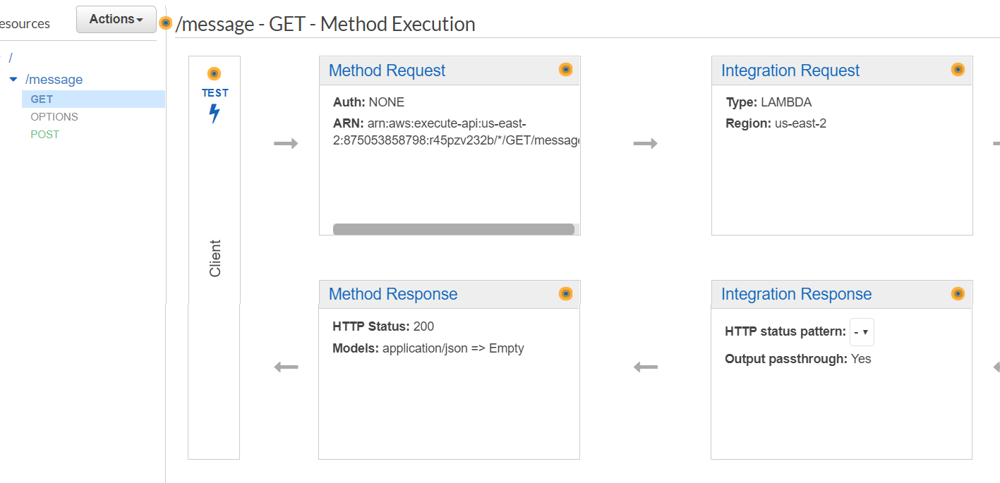 esources
Actions
/message - GET - Method Execution
/
/message
GET
OPTIONS
POST
TEST
Client
Method Request
Auth: NONE
ARN: arn:aws:execute-api:us-east-
2:875053858798:r45pzv232b/*/GET/message
Integration Request
Type: LAMBDA
Region: us-east-2
Method Response
HTTP Status: 200
Models: application/json => Empty
Integration Response
HTTP status pattern: -
Output passthrough: Yes